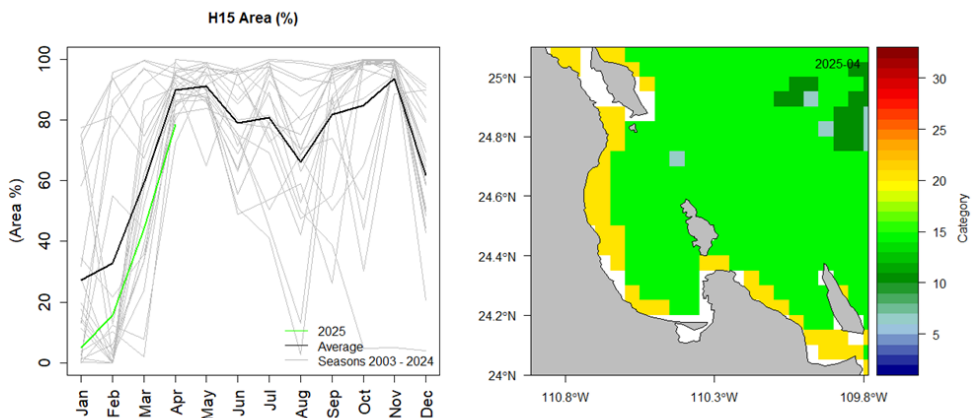 H15 Area (%)
(Area %)
100
80
60
40
20
0
Jan
Feb
Mar
Apr
May
Jun
Jul
Aug
Sep
Oct
Nov
Dec
2025
Average
Seasons 2003 - 2024
2025-04
25°N
24.8°N
24.6°N
24.4°N
24.2°N
24°N
110.8°W
110.3°W
109.8°W
30
25
20
15
10
5
Category